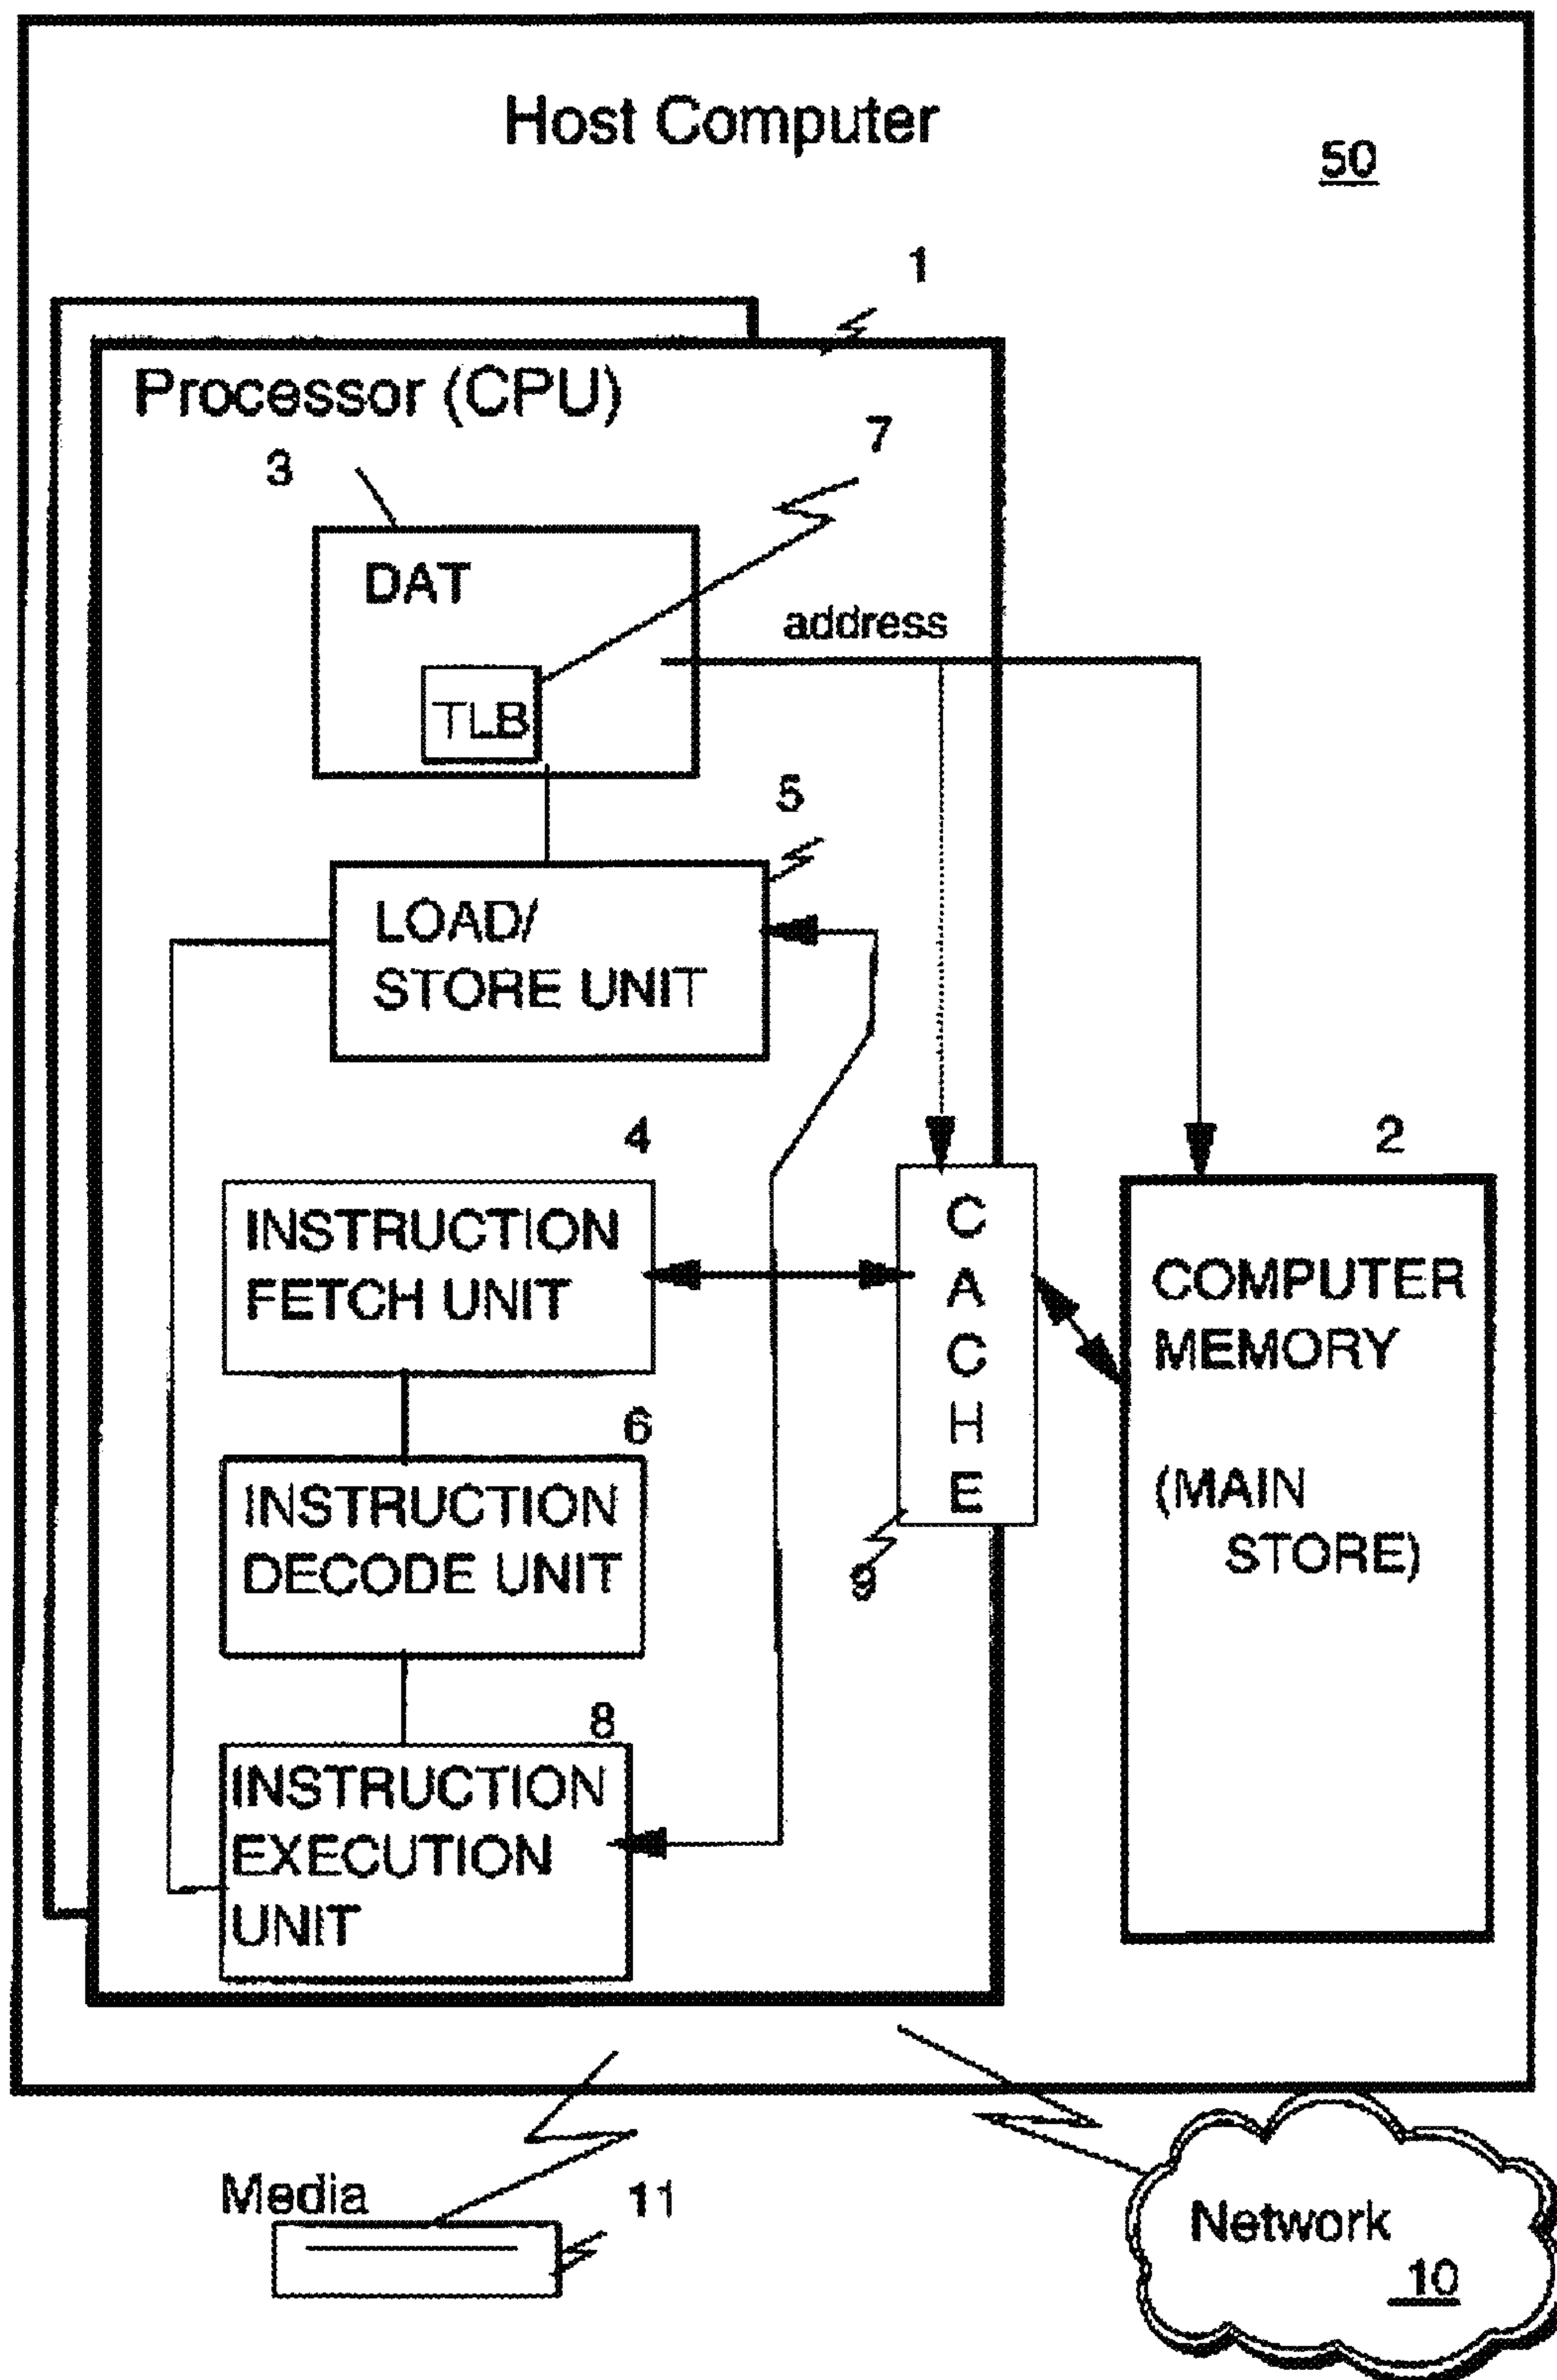 Host Computer
50
1
Processor (CPU)
7
3
DAT
address
TLB
5
LOAD/
STORE UNIT
4
2
INSTRUCTION
FETCH UNIT
C
A
C
H
E
COMPUTER
MEMORY
(MAIN
STORE)
6
INSTRUCTION
DECODE UNIT
9
8
INSTRUCTION
EXECUTION
UNIT
Media
11
Network
10